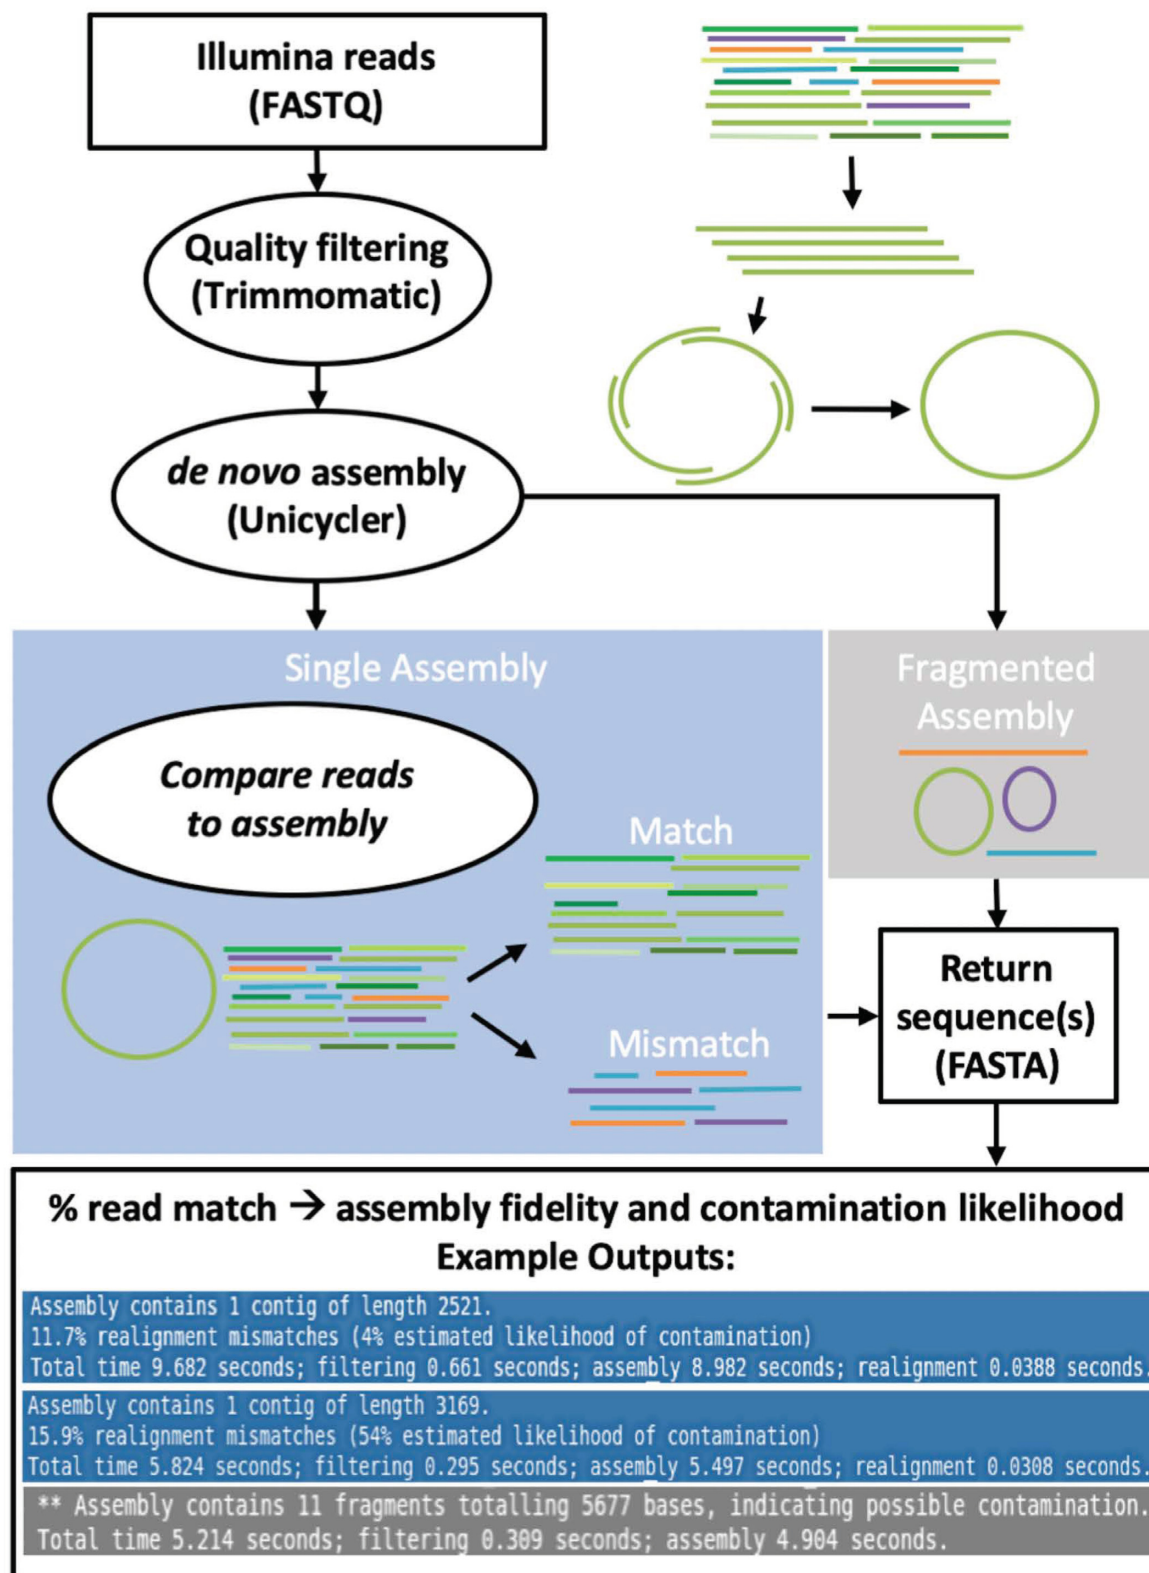 Illumina reads
(FASTQ)
Quality filtering
(Trimmomatic)
de novo assembly
(Unicycler)
Single Assembly
Compare reads
to assembly
Match
Mismatch
Fragmented
Assembly
Return
sequence(s)
(FASTA)
% read match → assembly fidelity and contamination likelihood
Example Outputs:
Assembly contains 1 contig of length 2521.
11.7% realignment mismatches (4% estimated likelihood of contamination)
Total time 9.682 seconds; filtering 0.661 seconds; assembly 8.982 seconds; realignment 0.0388 seconds.
Assembly contains 1 contig of length 3169.
15.9% realignment mismatches (54% estimated likelihood of contamination)
Total time 5.824 seconds; filtering 0.295 seconds; assembly 5.497 seconds; realignment 0.0308 seconds.
** Assembly contains 11 fragments totalling 5677 bases, indicating possible contamination.
Total time 5.214 seconds; filtering 0.309 seconds; assembly 4.904 seconds.